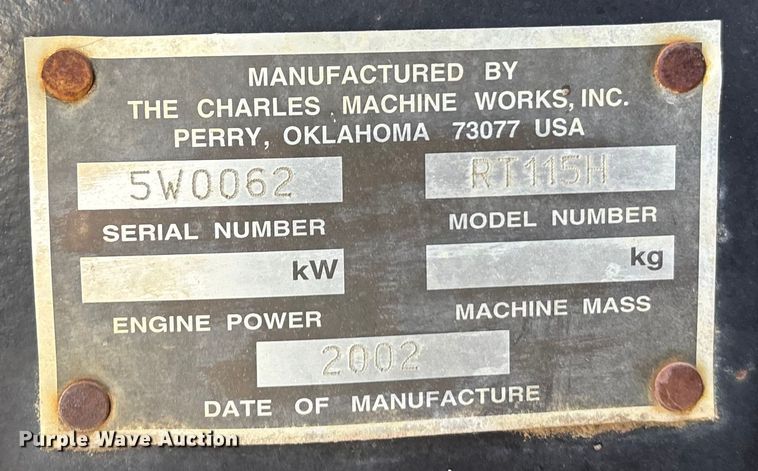 MANUFACTURED BY
THE CHARLES MACHINE WORKS, INC.
PERRY, OKLAHOMA 73077 USA
5W0062 RT115H
SERIAL NUMBER MODEL NUMBER
kW kg
ENGINE POWER MACHINE MASS
2002
DATE OF MANUFACTURE
Purple Wave Auction